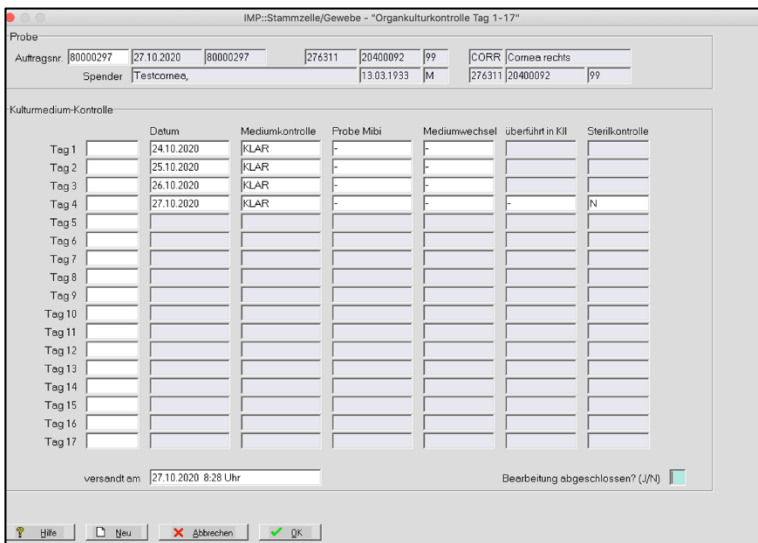 IMP::Stammzelle/Gewebe - "Organkulturkontrolle Tag 1-17"
Probe
Auftragsnr. 80000297 27.10.2020 80000297 276311 20400092 99 CORR Cornea rechts
Spender Testcornea, 13.03.1933 M 276311 20400092 99
Kulturmedium-Kontrolle
Datum Mediumkontrolle Probe Mibi Mediumwechsel überführt in KII Sterilkontrolle
Tag 1 24.10.2020 KLAR - -
Tag 2 25.10.2020 KLAR - -
Tag 3 26.10.2020 KLAR - -
Tag 4 27.10.2020 KLAR - - - N
Tag 5
Tag 6
Tag 7
Tag 8
Tag 9
Tag 10
Tag 11
Tag 12
Tag 13
Tag 14
Tag 15
Tag 16
Tag 17
versandt am 27.10.2020 8:28 Uhr Bearbeitung abgeschlossen? (J/N)
? Hilfe Neu Abbrechen OK